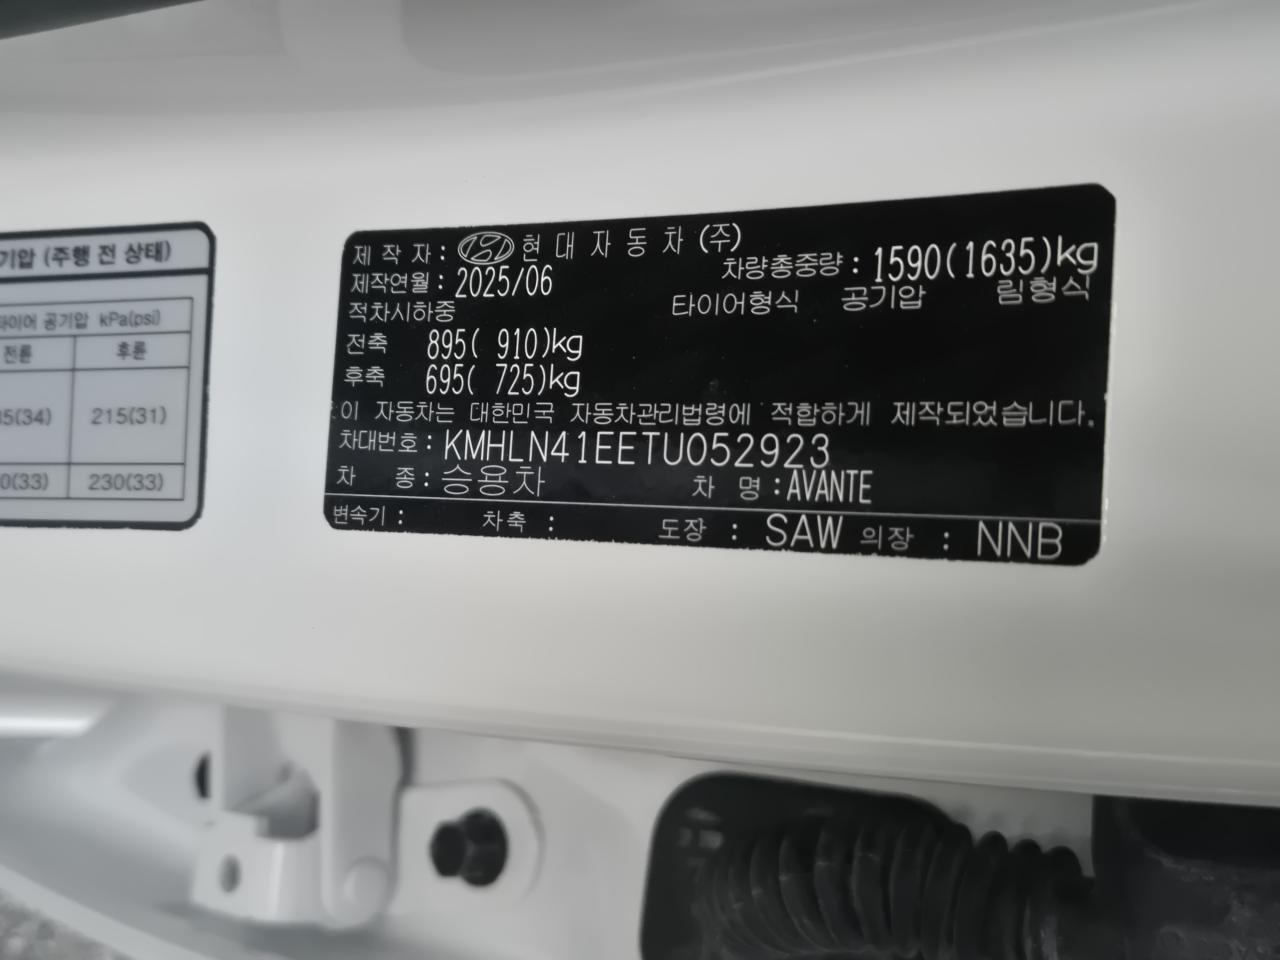 기압 (주행 전 상태)
타이어 공기압 kPa(psi)
전륜 후륜
5(34) 215(31)
0(33) 230(33)
제 작 자 : 현 대 자 동 차 (주)
제작연월 : 2025/06 차량총중량 : 1590(1635)kg
적차시하중 타이어형식 공기압 림형식
전축 895( 910)kg
후축 695( 725)kg
이 자동차는 대한민국 자동차관리법령에 적합하게 제작되었습니다.
차대번호 : KMHLN41EETU052923
차 종 : 승용차 차 명 : AVANTE
변속기 : 차축 : 도장 : SAW 의장 : NNB